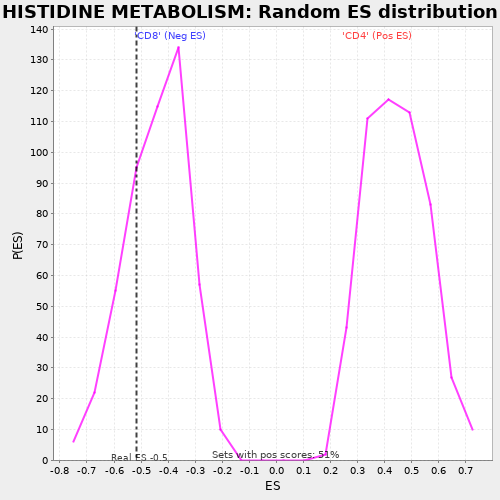 HISTIDINE METABOLISM: Random ES distribution
CD8' (Neg ES)
'CD4' (Pos ES)
140
130
120
110
100
90
80
70
60
50
40
30
20
10
0
P(ES)
Real ES -0.5
Sets with pos scores: 51%
-0.8 -0.7 -0.6 -0.5 -0.4 -0.3 -0.2 -0.1 0.0 0.1 0.2 0.3 0.4 0.5 0.6 0.7
ES